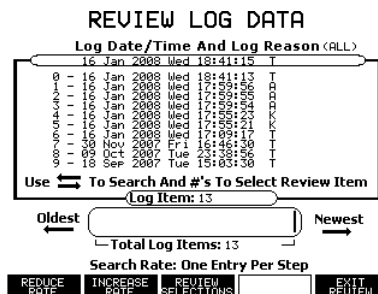 REVIEW LOG DATA
Log Date/Time And Log Reason (ALL)
16 Jan 2008 Wed 18:41:15 T
0 - 16 Jan 2008 Wed 18:41:13 T
1 - 16 Jan 2008 Wed 17:59:56 A
2 - 16 Jan 2008 Wed 17:59:55 A
3 - 16 Jan 2008 Wed 17:59:54 A
4 - 16 Jan 2008 Wed 17:55:23 K
5 - 16 Jan 2008 Wed 17:55:21 K
6 - 16 Jan 2008 Wed 17:09:17 T
7 - 30 Nov 2007 Fri 16:46:30 T
8 - 09 Oct 2007 Tue 23:38:56 T
9 - 18 Sep 2007 Tue 15:03:30 T
Use To Search And #'s To Select Review Item
Log Item: 13
Oldest
Newest
Total Log Items: 13
Search Rate: One Entry Per Step
REDUCE RATE
INCREASE RATE
REVIEW SELECTIONS
EXIT REVIEW